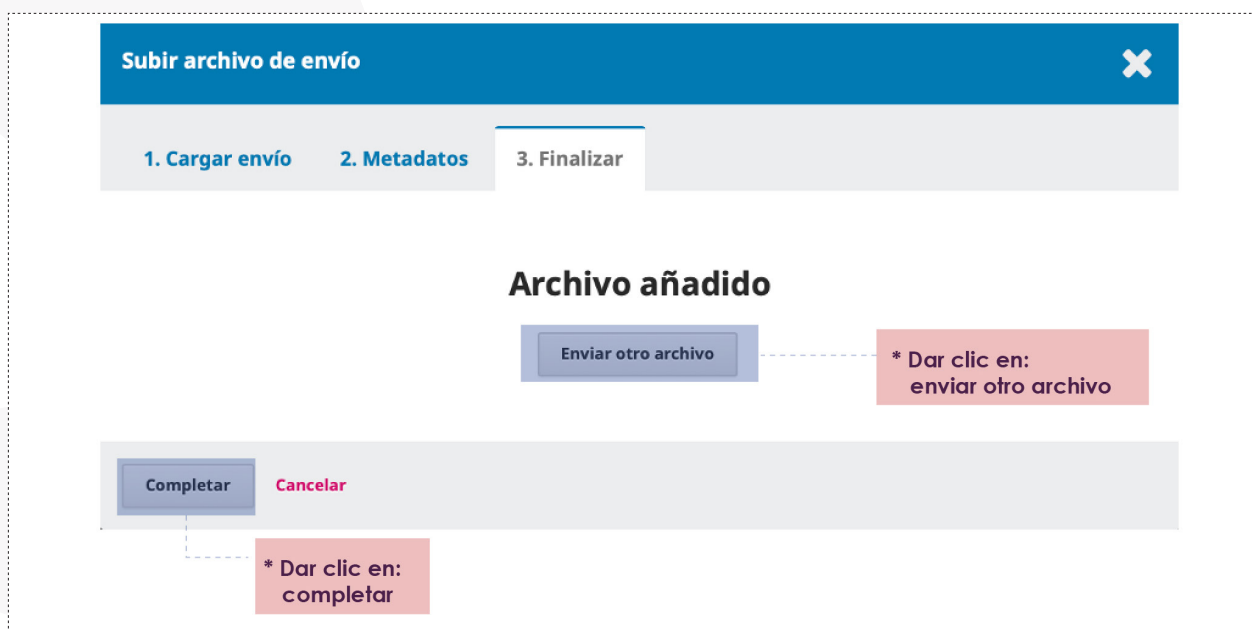 Subir archivo de envío
1. Cargar envío 2. Metadatos 3. Finalizar
Archivo añadido
Enviar otro archivo
* Dar clic en:
enviar otro archivo
Completar Cancelar
* Dar clic en:
completar